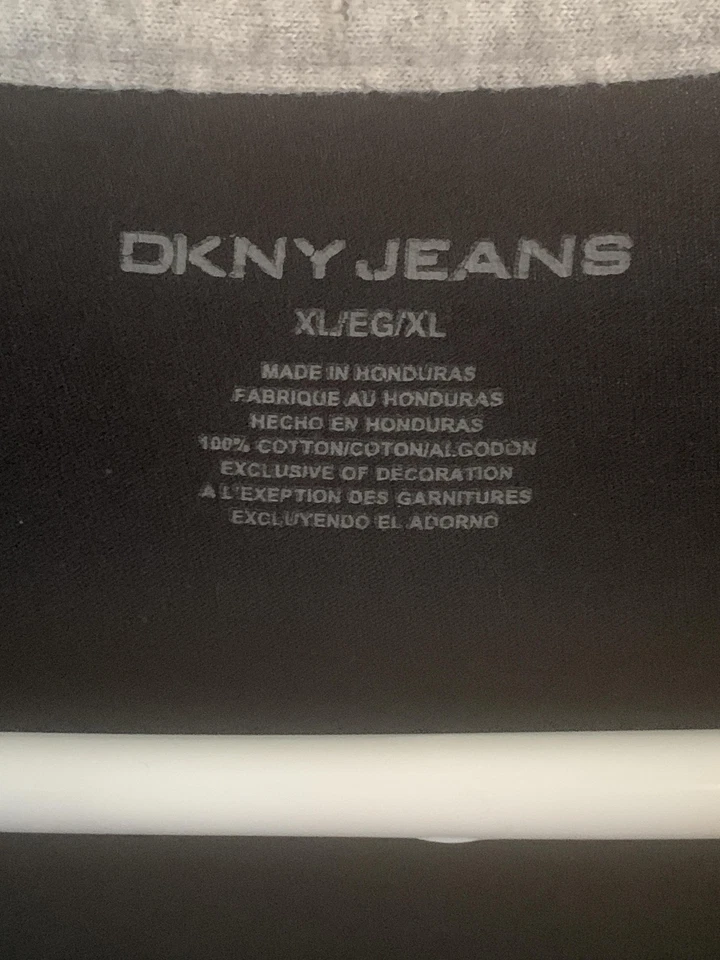 DKNY JEANS
XL/EG/XL
MADE IN HONDURAS
FABRIQUE AU HONDURAS
HECHO EN HONDURAS
100% COTTON/COTON/ALGODON
EXCLUSIVE OF DECORATION
A L'EXEPTION DES GARNITURES
EXCLUYENDO EL ADORNO